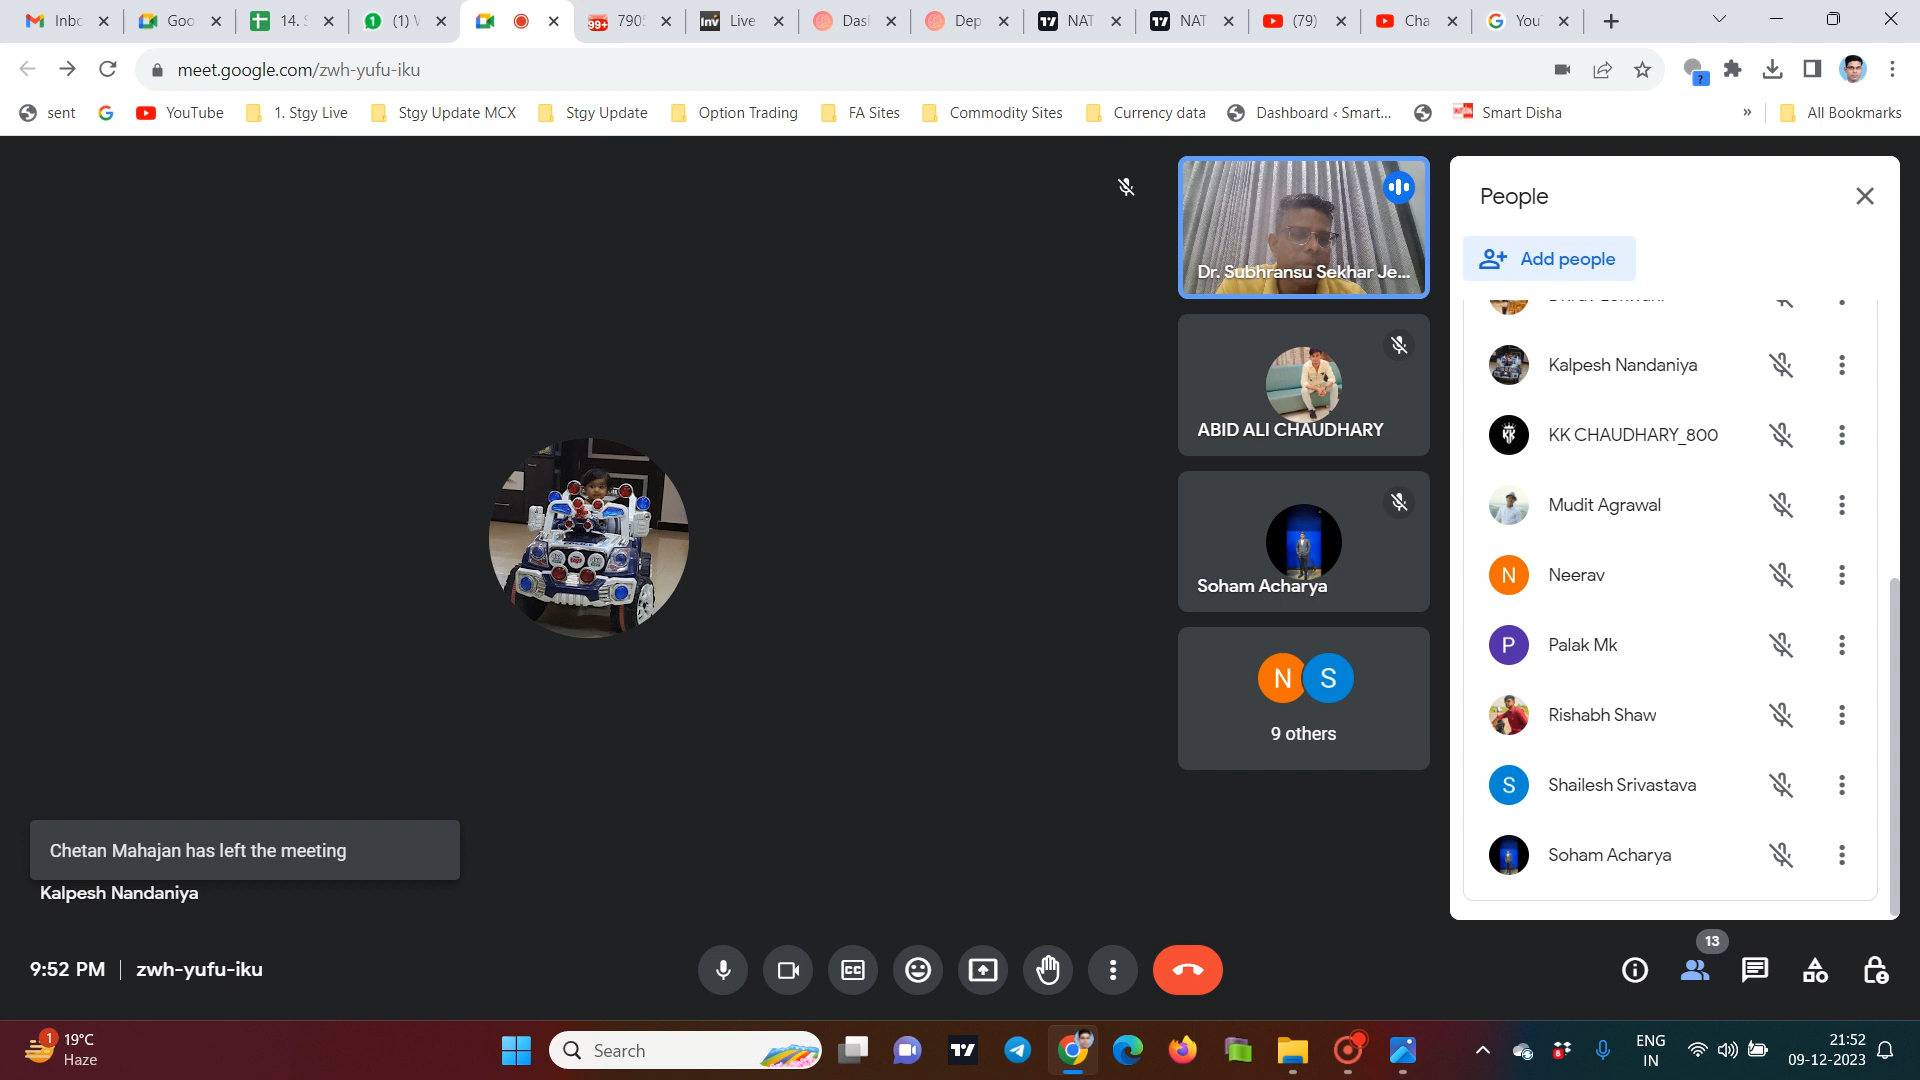 Inbc
Goo
14. S
(1) V
7905
Live
Das
Dep
NAT
NAT
(79)
Cha
You
meet.google.com/zwh-yufu-iku
sent
YouTube
1. Stgy Live
Stgy Update MCX
Stgy Update
Option Trading
FA Sites
Commodity Sites
Currency data
Dashboard ‹ Smart...
Smart Disha
»
All Bookmarks
Dr. Subhransu Sekhar Je...
ABID ALI CHAUDHARY
Soham Acharya
N S
9 others
Chetan Mahajan has left the meeting
Kalpesh Nandaniya
People
Add people
Kalpesh Nandaniya
KK CHAUDHARY_800
Mudit Agrawal
N Neerav
P Palak Mk
Rishabh Shaw
S Shailesh Srivastava
Soham Acharya
9:52 PM | zwh-yufu-iku
13
1
19°C
Haze
Search
ENG
IN
21:52
09-12-2023